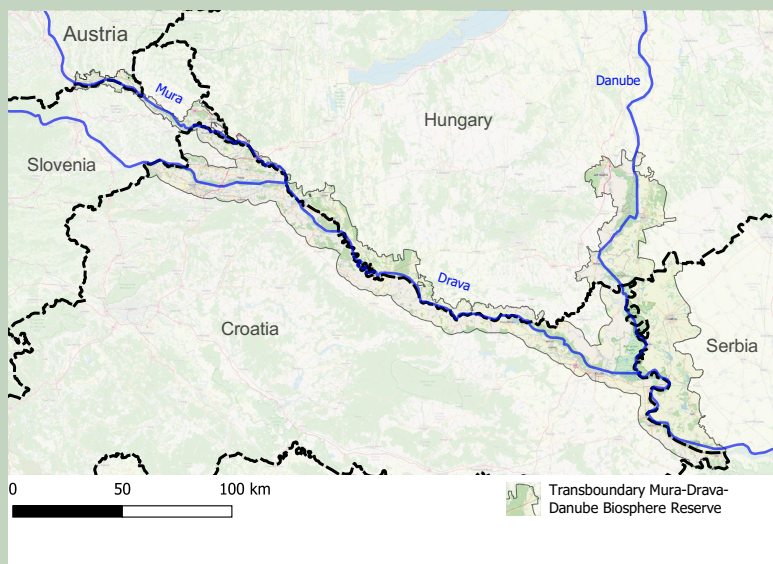 Austria
Mura
Danube
Hungary
Slovenia
Drava
Croatia
Serbia
0 50 100 km
Transboundary Mura-Drava-
Danube Biosphere Reserve